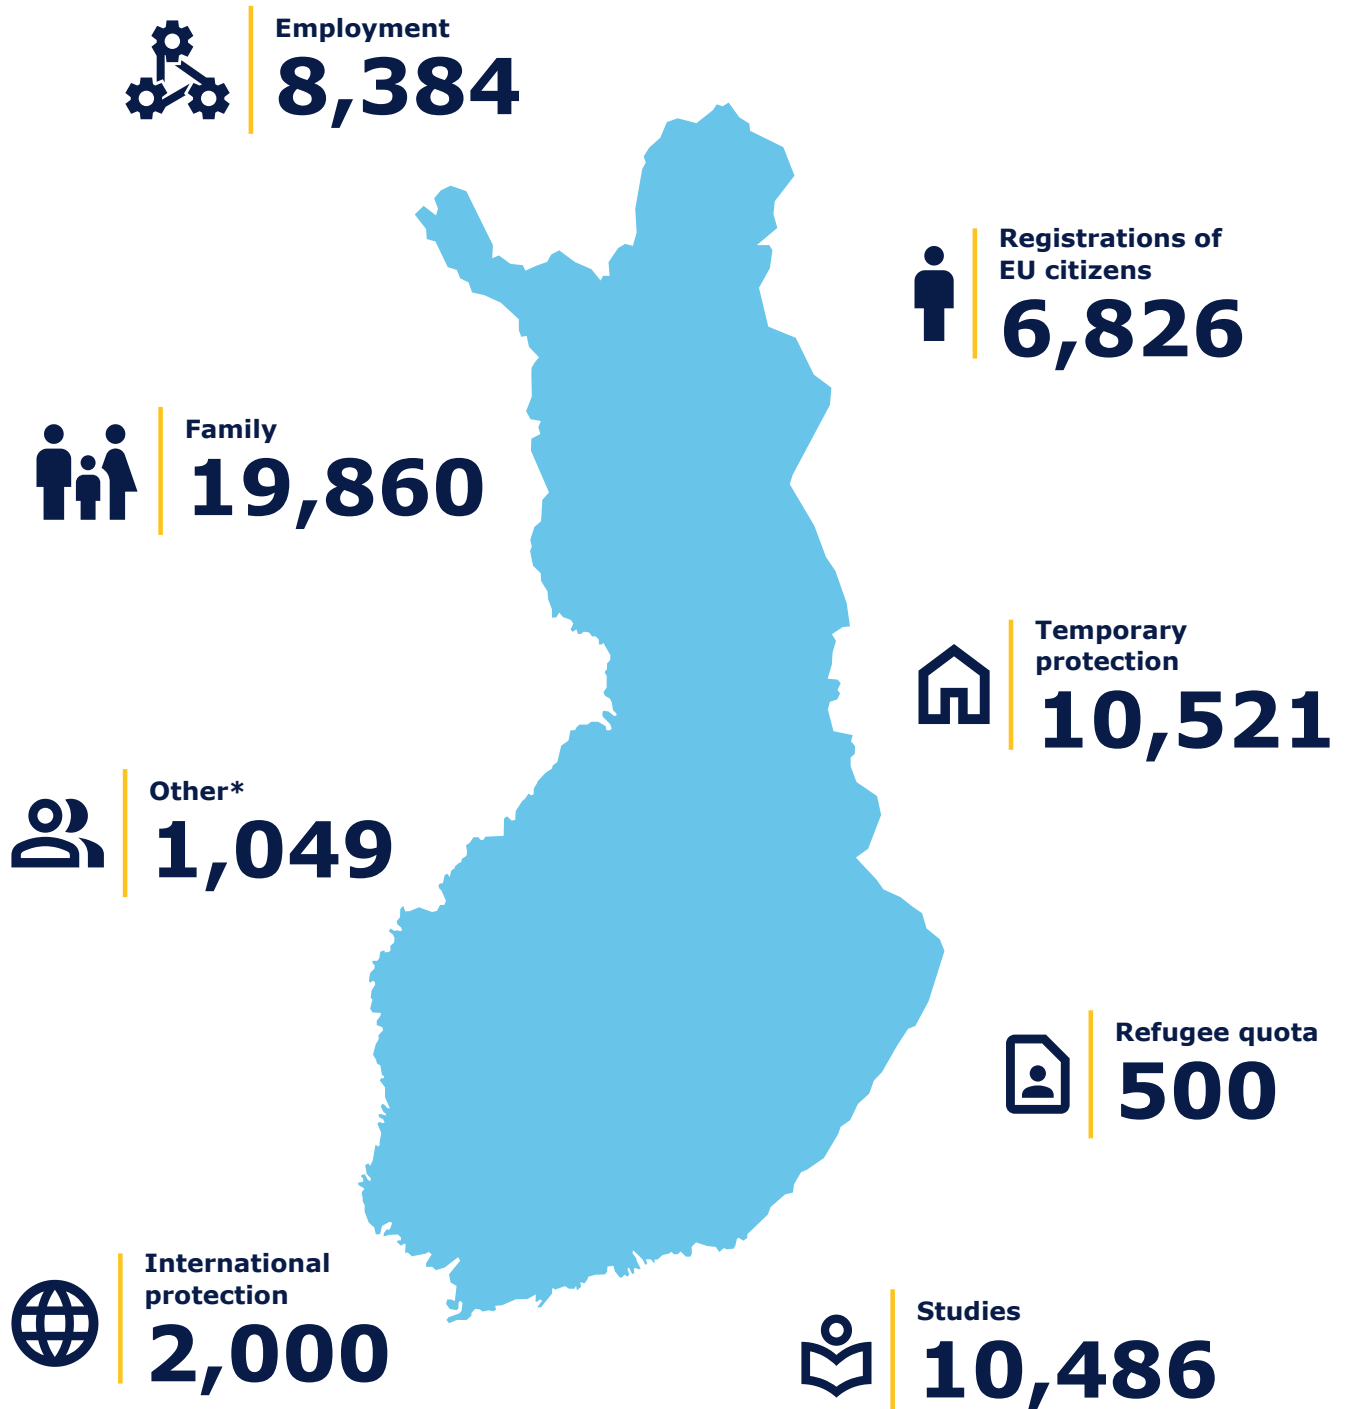 Employment
8,384
Registrations of
EU citizens
6,826
Family
19,860
Temporary
protection
10,521
Other*
1,049
Refugee quota
500
International
protection
2,000
Studies
10,486